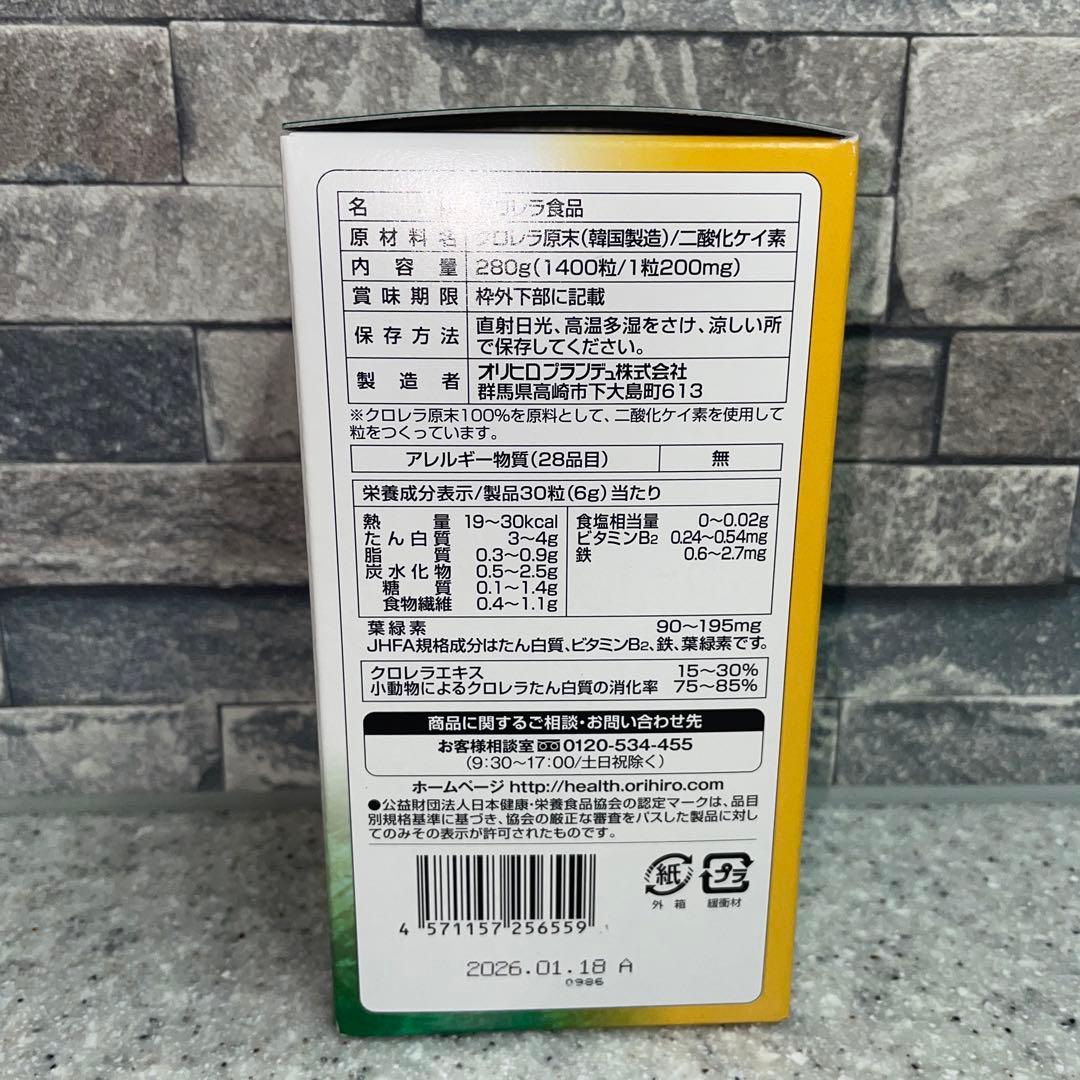 名 レラ食品
原材料名 クロレラ原末(韓国製造)/二酸化ケイ素
内容量 280g(1400粒/1粒200mg)
賞味期限 枠外下部に記載
保存方法 直射日光、高温多湿をさけ、涼しい所
で保存してください。
製造者 オリヒロプランデュ株式会社
群馬県高崎市下大島町613
※クロレラ原末100%を原料として、二酸化ケイ素を使用して
粒をつくっています。
アレルギー物質(28品目) 無
栄養成分表示/製品30粒(6g)当たり
熱量 19~30kcal
たん白質 3~4g
脂質 0.3~0.9g
炭水化物 0.5~2.5g
糖質 0.1~1.4g
食物繊維 0.4~1.1g
食塩相当量 0~0.02g
ビタミンB2 0.24~0.54mg
鉄 0.6~2.7mg
葉緑素 90~195mg
JHFA規格成分はたん白質、ビタミンB2、鉄、葉緑素です。
クロレラエキス 15~30%
小動物によるクロレラたん白質の消化率 75~85%
商品に関するご相談・お問い合わせ先
お客様相談室 0120-534-455
(9:30~17:00/土日祝除く)
ホームページ http://health.orihiro.com
●公益財団法人日本健康・栄養食品協会の認定マークは、品目
別規格基準に基づき、協会の厳正な審査をパスした製品に対し
てのみその表示が許可されたものです。
紙
外箱
プラ
緩衝材
4 571157 256559
2026.01.18 A
0986